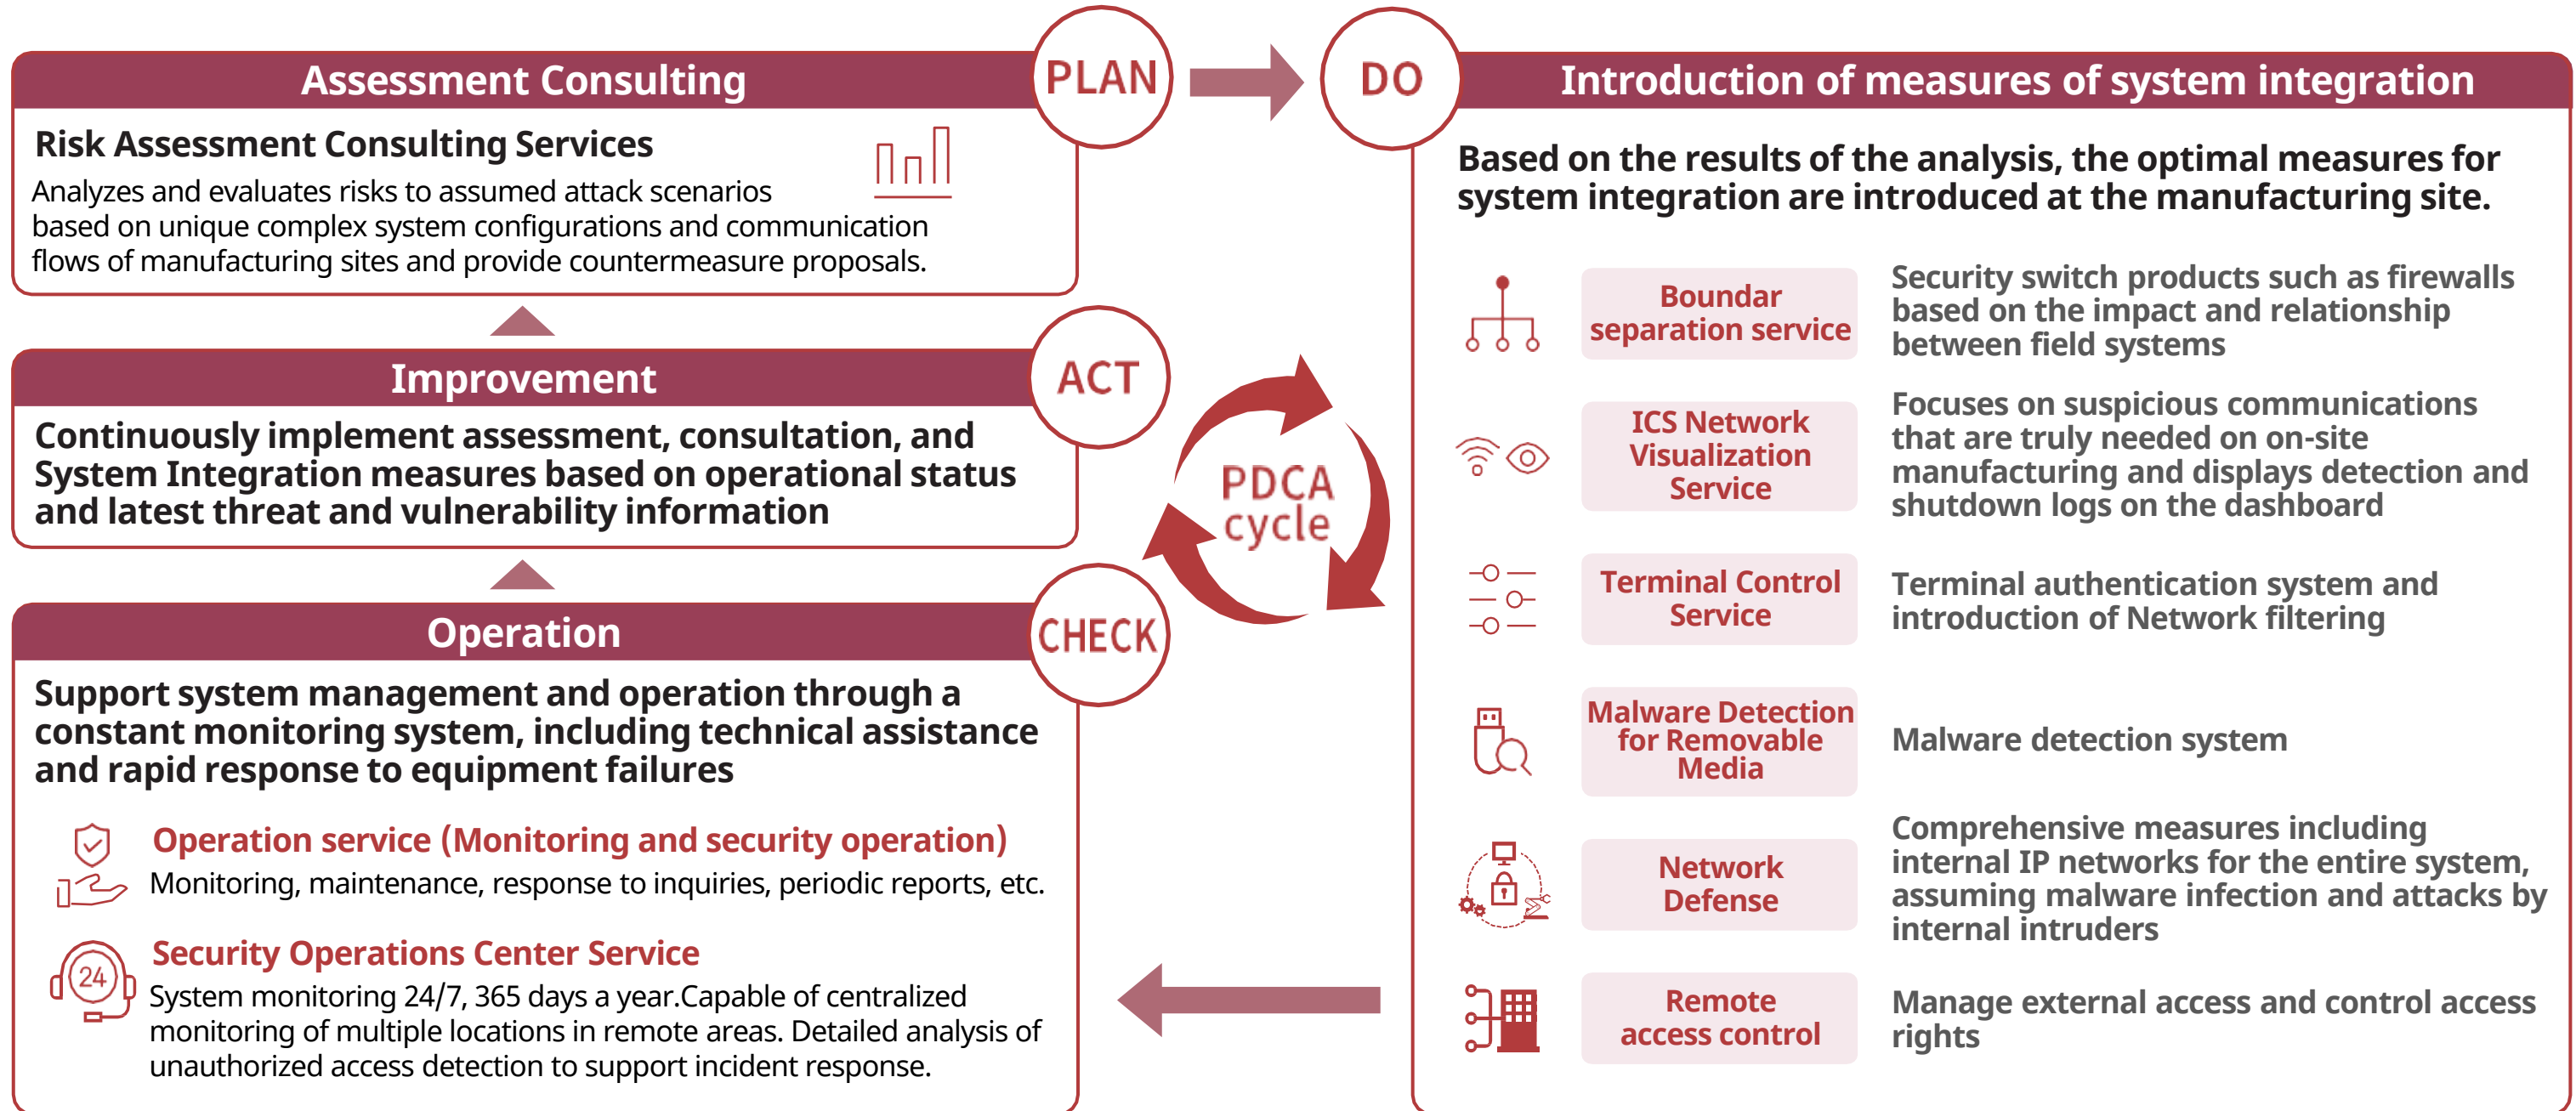 Assessment Consulting
PLAN
Risk Assessment Consulting Services
Analyzes and evaluates risks to assumed attack scenarios
based on unique complex system configurations and communication
flows of manufacturing sites and provide countermeasure proposals.
DO
Introduction of measures of system integration
Based on the results of the analysis, the optimal measures for
system integration are introduced at the manufacturing site.
Boundar
separation service
Security switch products such as firewalls
based on the impact and relationship
between field systems
ICS Network
Visualization
Service
Focuses on suspicious communications
that are truly needed on on-site
manufacturing and displays detection and
shutdown logs on the dashboard
Terminal Control
Service
Terminal authentication system and
introduction of Network filtering
Malware Detection
for Removable
Media
Malware detection system
Network
Defense
Comprehensive measures including
internal IP networks for the entire system,
assuming malware infection and attacks by
internal intruders
Remote
access control
Manage external access and control access
rights
Improvement
ACT
Continuously implement assessment, consultation, and
System Integration measures based on operational status
and latest threat and vulnerability information
PDCA
cycle
Operation
CHECK
Support system management and operation through a
constant monitoring system, including technical assistance
and rapid response to equipment failures
Operation service (Monitoring and security operation)
Monitoring, maintenance, response to inquiries, periodic reports, etc.
24
Security Operations Center Service
System monitoring 24/7, 365 days a year.Capable of centralized
monitoring of multiple locations in remote areas. Detailed analysis of
unauthorized access detection to support incident response.